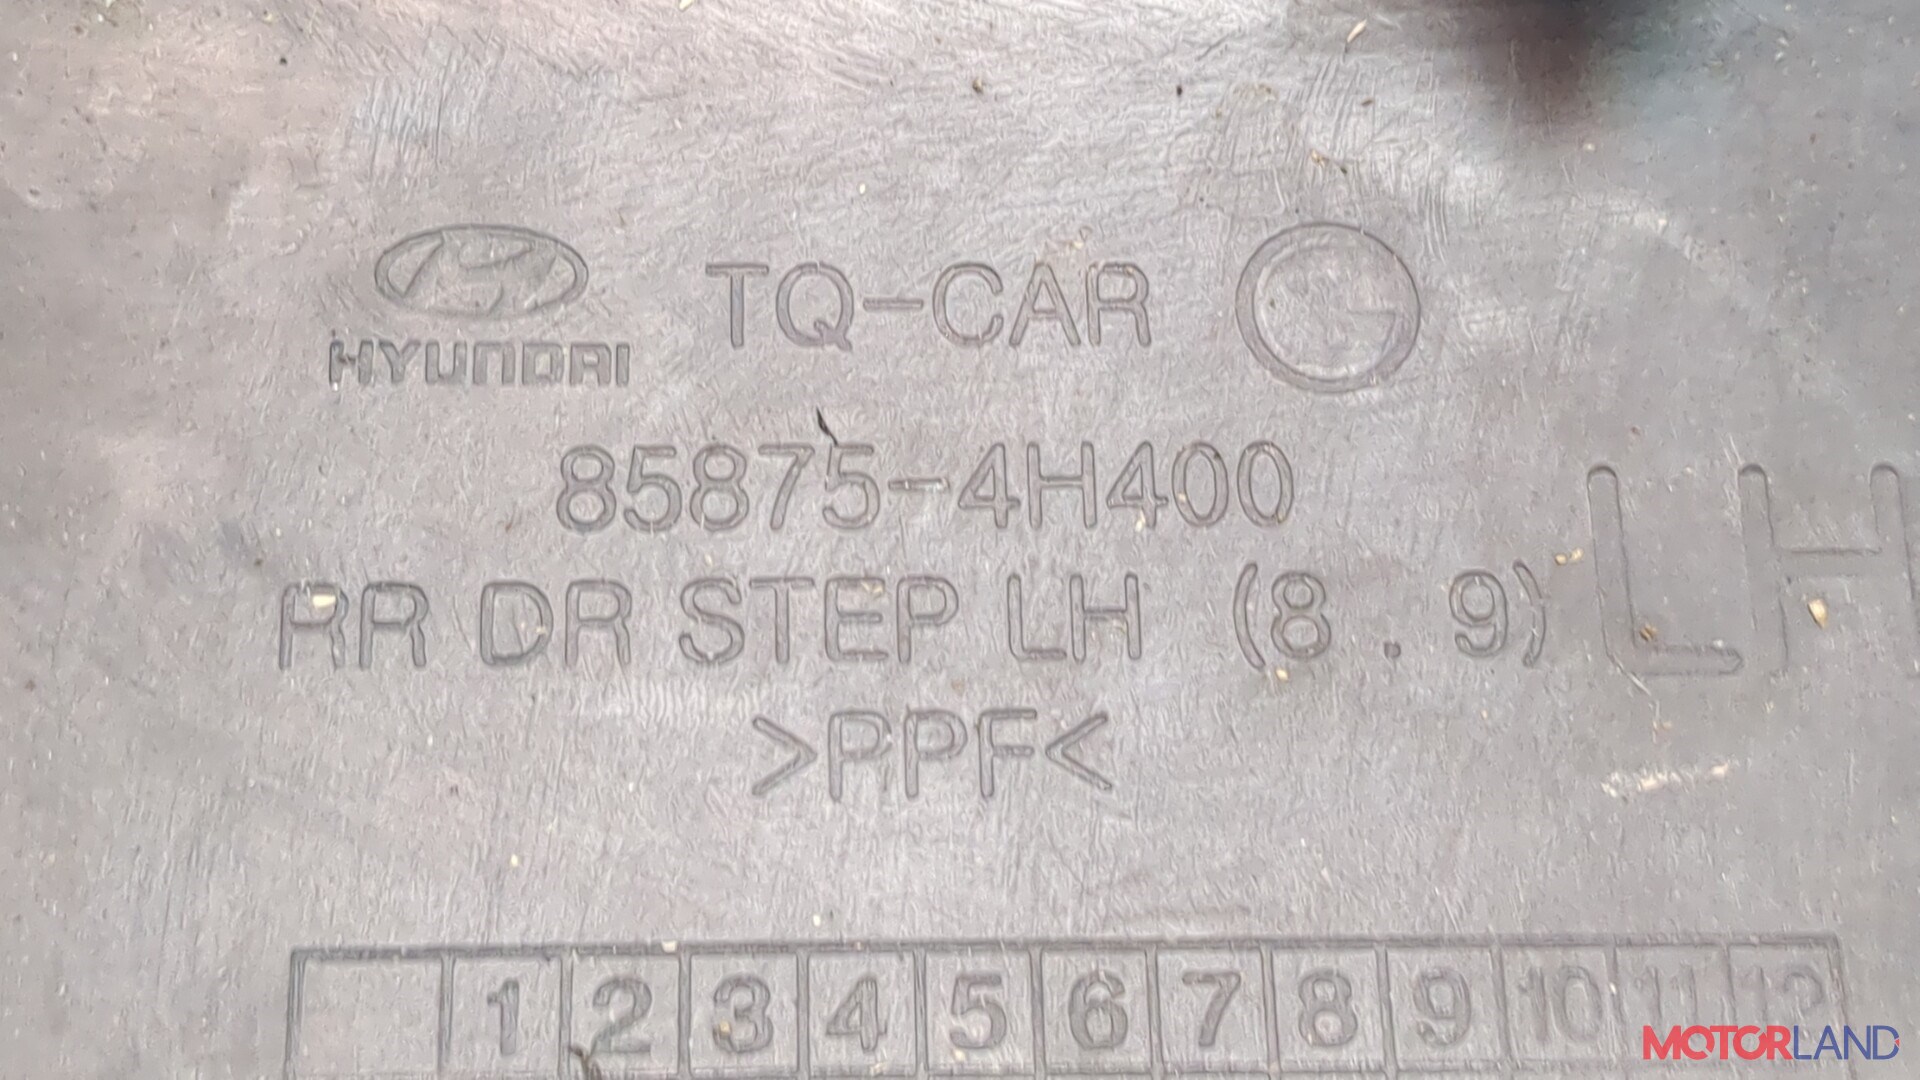 HYUNDAI TQ-CAR G
85875-4H400
RR DR STEP LH (8 . 9) LH
>PPF<
1 2 3 4 5 6 7 8 9 10 11 12
MOTORLAND